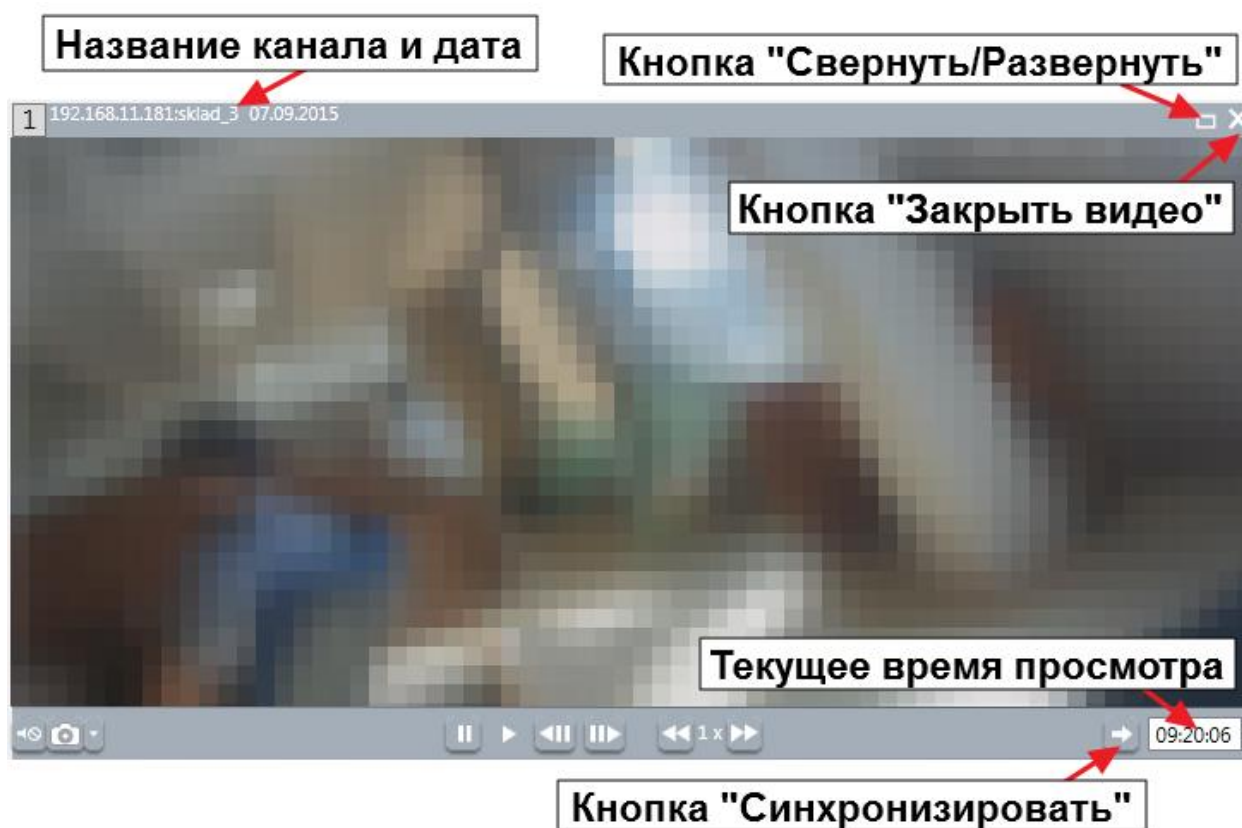 Название канала и дата
Кнопка "Свернуть/Развернуть"
1 192.168.11.181:sklad_3 07.09.2015
Кнопка "Закрыть видео"
Текущее время просмотра
1 x
09:20:06
Кнопка "Синхронизировать"